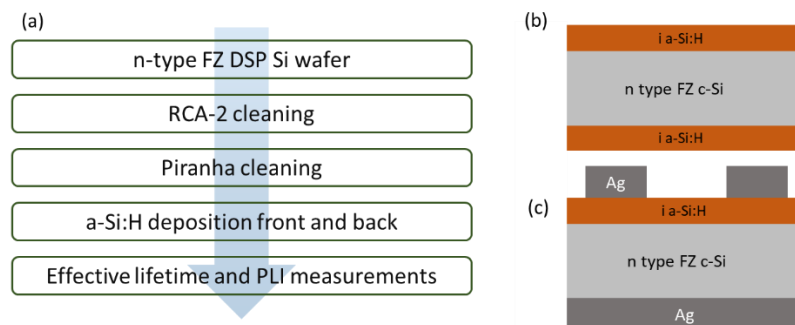 (a)
n-type FZ DSP Si wafer
RCA-2 cleaning
Piranha cleaning
a-Si:H deposition front and back
Effective lifetime and PLI measurements
(b)
i a-Si:H
n type FZ c-Si
i a-Si:H
Ag
(c)
i a-Si:H
n type FZ c-Si
Ag